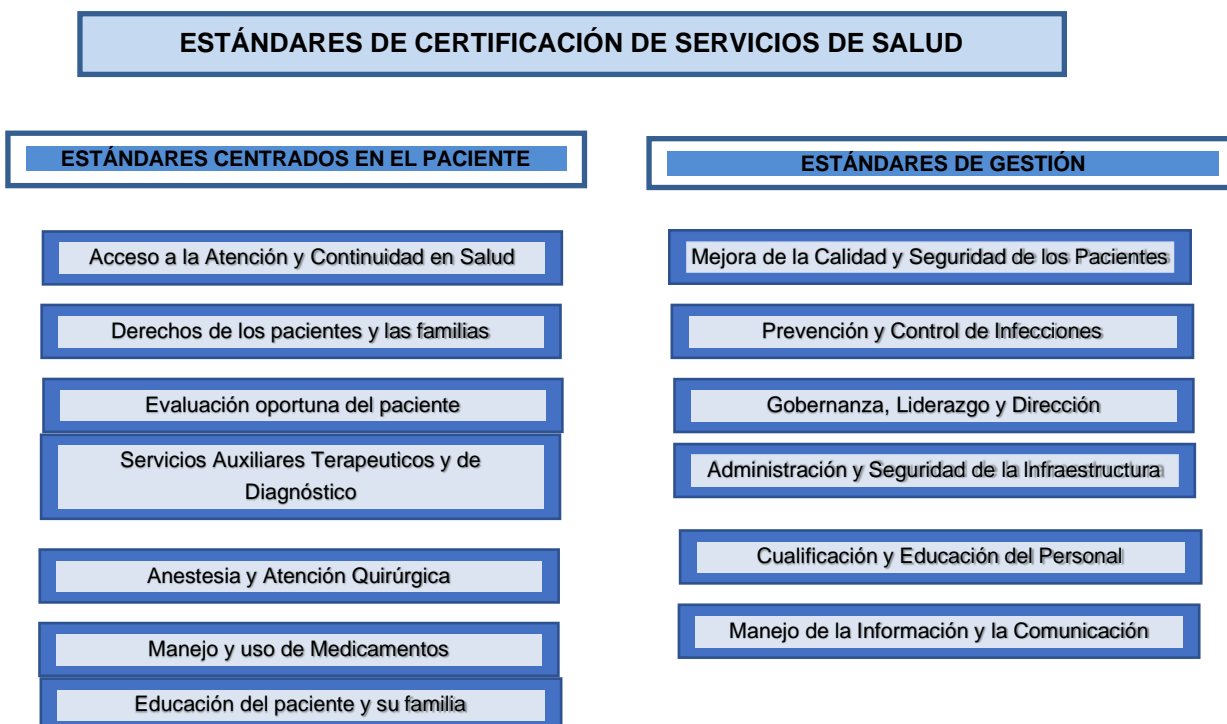 ESTÁNDARES DE CERTIFICACIÓN DE SERVICIOS DE SALUD
ESTÁNDARES CENTRADOS EN EL PACIENTE
Acceso a la Atención y Continuidad en Salud
Derechos de los pacientes y las familias
Evaluación oportuna del paciente
Servicios Auxiliares Terapeuticos y de
Diagnóstico
Anestesia y Atención Quirúrgica
Manejo y uso de Medicamentos
Educación del paciente y su familia
ESTÁNDARES DE GESTIÓN
Mejora de la Calidad y Seguridad de los Pacientes
Prevención y Control de Infecciones
Gobernanza, Liderazgo y Dirección
Administración y Seguridad de la Infraestructura
Cualificación y Educación del Personal
Manejo de la Información y la Comunicación